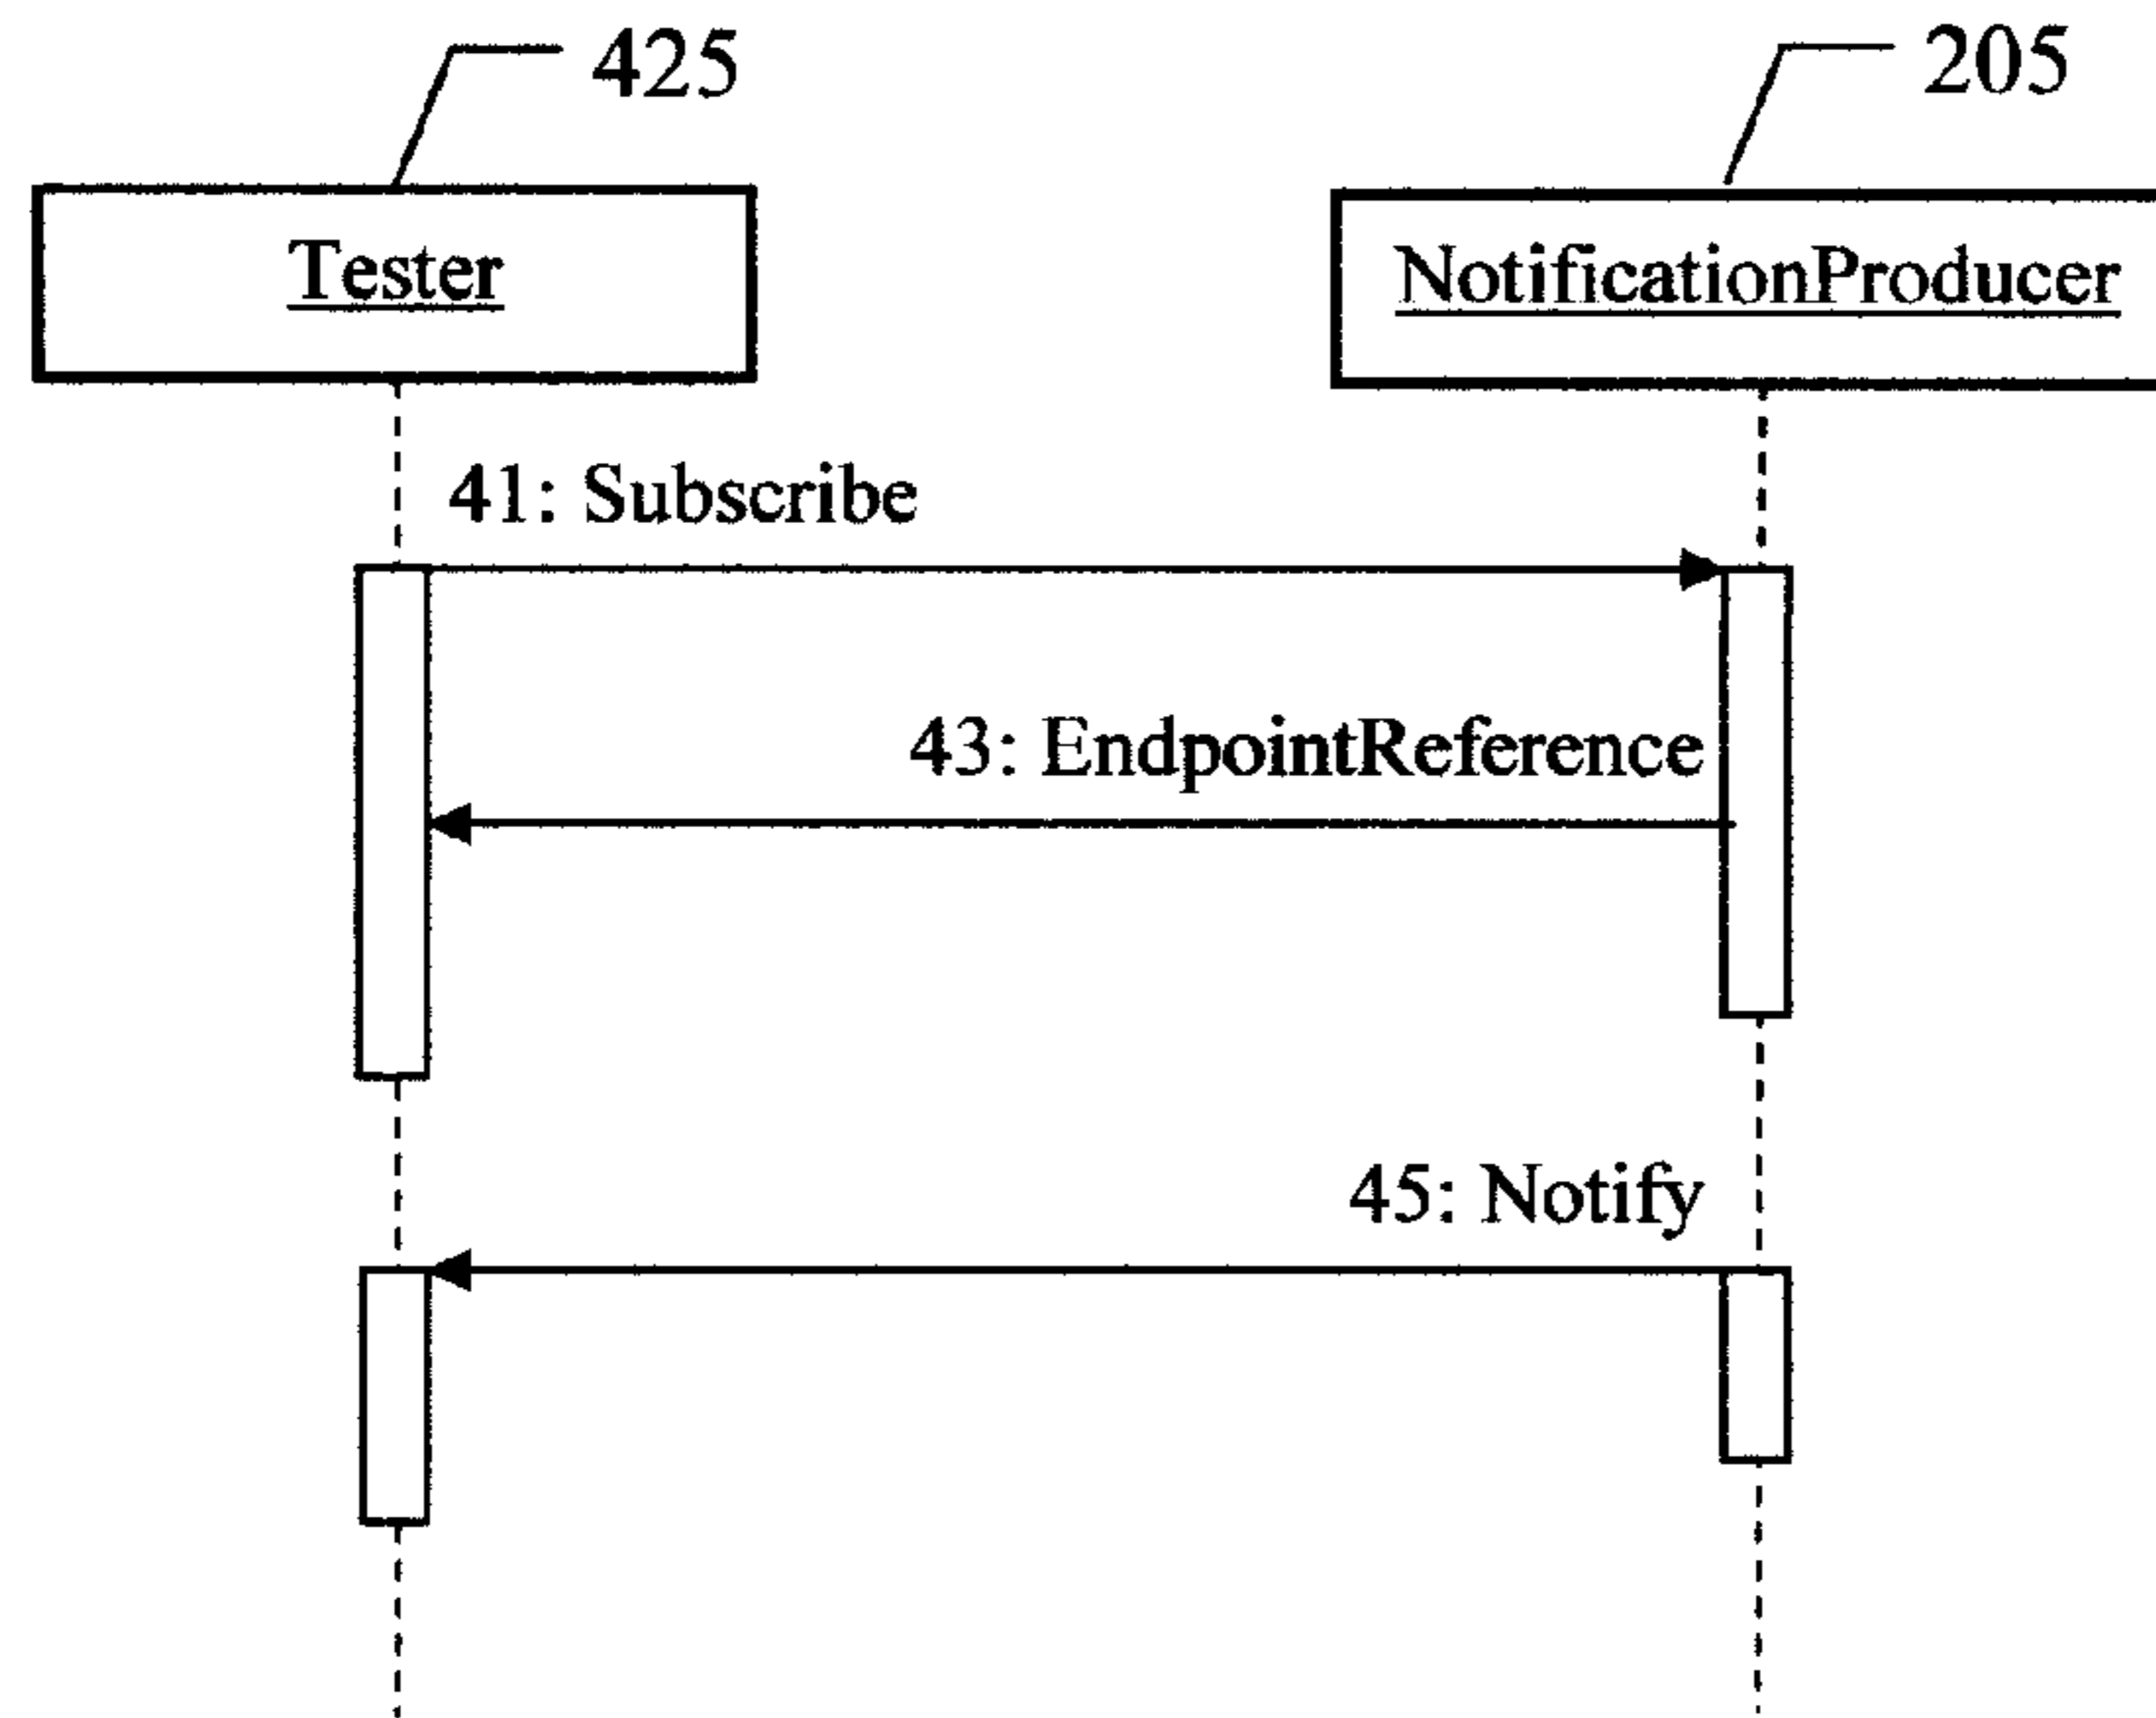 425
205
Tester
NotificationProducer
41: Subscribe
43: EndpointReference
45: Notify